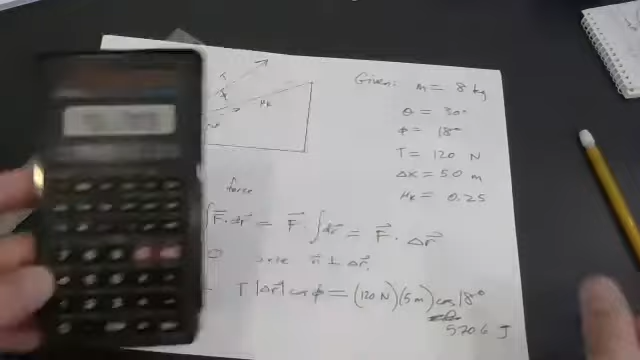 Given: m = 8 kg
θ = 30°
ϕ = 18°
T = 120 N
Δx = 5.0 m
μk = 0.25
μk
force
∫ F⃗ · dr⃗ = F⃗ · ∫ dr⃗ = F⃗ · Δr⃗
n⃗ ⊥ Δr⃗.
T |Δr⃗| cos ϕ = (120 N)(5 m) cos 18°
570.6 J